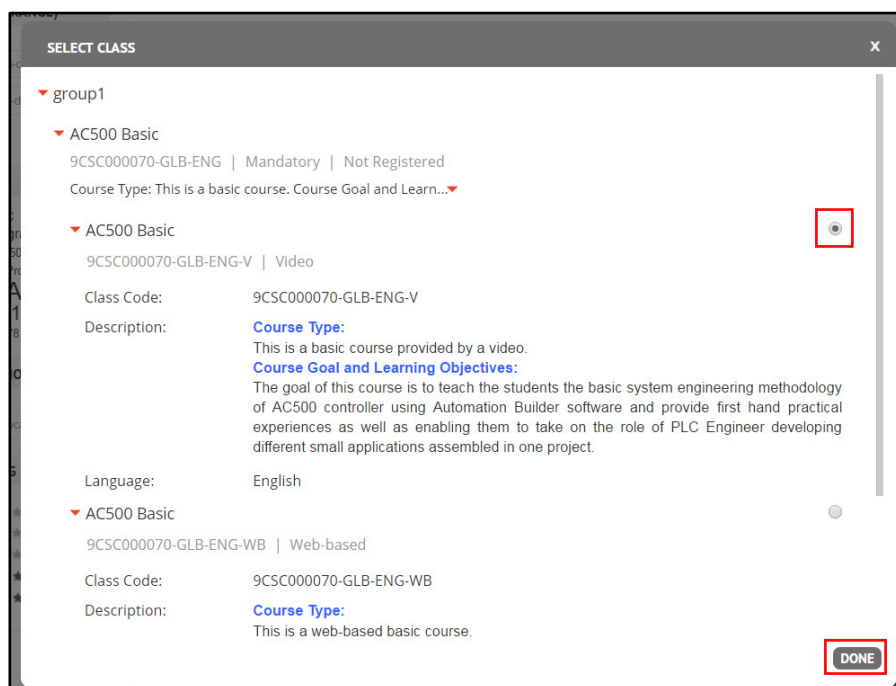 SELECT CLASS X
group1
AC500 Basic
9CSC000070-GLB-ENG | Mandatory | Not Registered
Course Type: This is a basic course. Course Goal and Learn...
AC500 Basic
9CSC000070-GLB-ENG-V | Video
Class Code: 9CSC000070-GLB-ENG-V
Description: Course Type:
This is a basic course provided by a video.
Course Goal and Learning Objectives:
The goal of this course is to teach the students the basic system engineering methodology
of AC500 controller using Automation Builder software and provide first hand practical
experiences as well as enabling them to take on the role of PLC Engineer developing
different small applications assembled in one project.
Language: English
AC500 Basic
9CSC000070-GLB-ENG-WB | Web-based
Class Code: 9CSC000070-GLB-ENG-WB
Description: Course Type:
This is a web-based basic course.
DONE